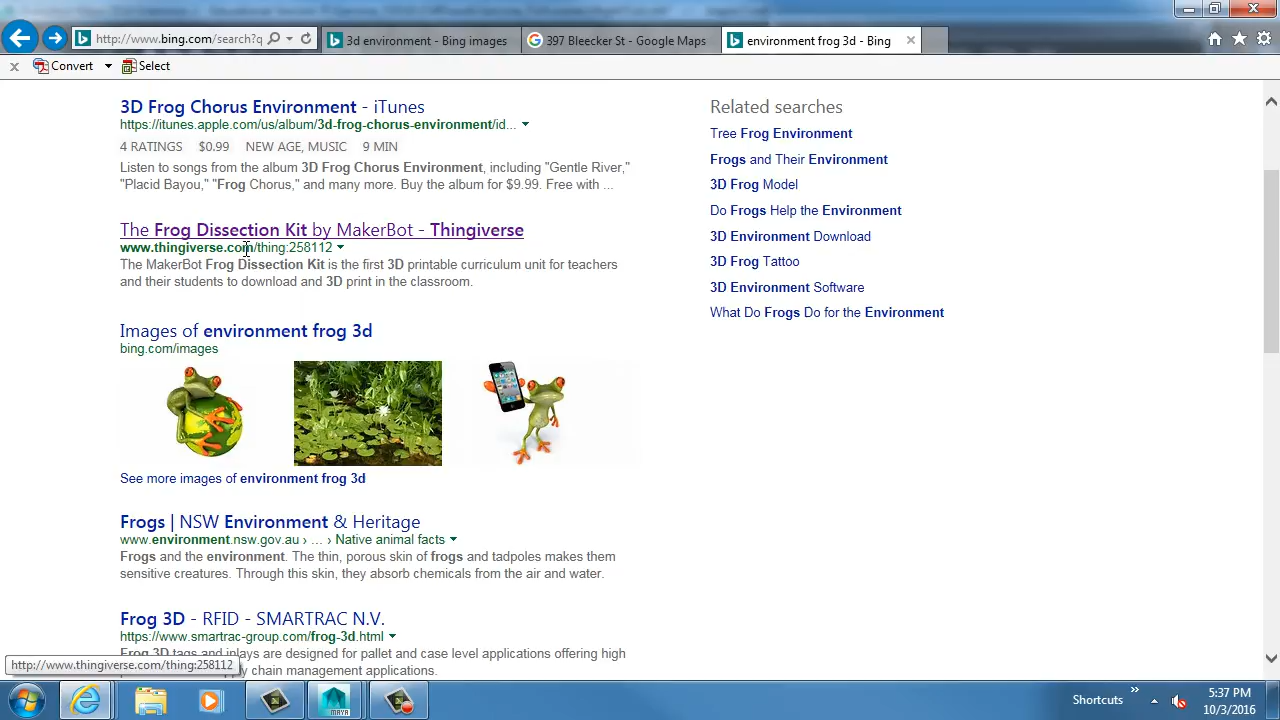 http://www.bing.com/search?q
3d environment - Bing images
397 Bleecker St - Google Maps
environment frog 3d - Bing
Convert
Select
3D Frog Chorus Environment - iTunes
https://itunes.apple.com/us/album/3d-frog-chorus-environment/id...
4 RATINGS $0.99 NEW AGE, MUSIC 9 MIN
Listen to songs from the album 3D Frog Chorus Environment, including "Gentle River,"
"Placid Bayou," "Frog Chorus," and many more. Buy the album for $9.99. Free with ...
The Frog Dissection Kit by MakerBot - Thingiverse
www.thingiverse.com/thing:258112
The MakerBot Frog Dissection Kit is the first 3D printable curriculum unit for teachers
and their students to download and 3D print in the classroom.
Images of environment frog 3d
bing.com/images
See more images of environment frog 3d
Frogs | NSW Environment & Heritage
www.environment.nsw.gov.au › ... › Native animal facts
Frogs and the environment. The thin, porous skin of frogs and tadpoles makes them
sensitive creatures. Through this skin, they absorb chemicals from the air and water.
Frog 3D - RFID - SMARTRAC N.V.
https://www.smartrac-group.com/frog-3d.html
Frog 3D tags and inlays are designed for pallet and case level applications offering high
ply chain management applications.
Related searches
Tree Frog Environment
Frogs and Their Environment
3D Frog Model
Do Frogs Help the Environment
3D Environment Download
3D Frog Tattoo
3D Environment Software
What Do Frogs Do for the Environment
http://www.thingiverse.com/thing:258112
MAYA
Shortcuts
5:37 PM
10/3/2016